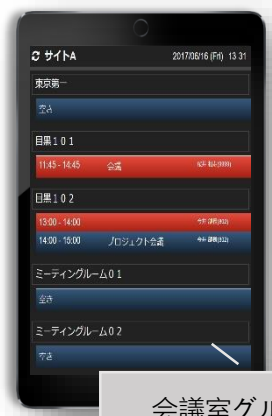 サイトA 2017/06/16 (Fri) 13:31
東京第一
空き
目黒101
11:45 - 14:45 会議
目黒102
13:00 - 14:00
14:00 - 15:00 プロジェクト会議
ミーティングルーム01
空き
ミーティングルーム02
空き
会議室グル